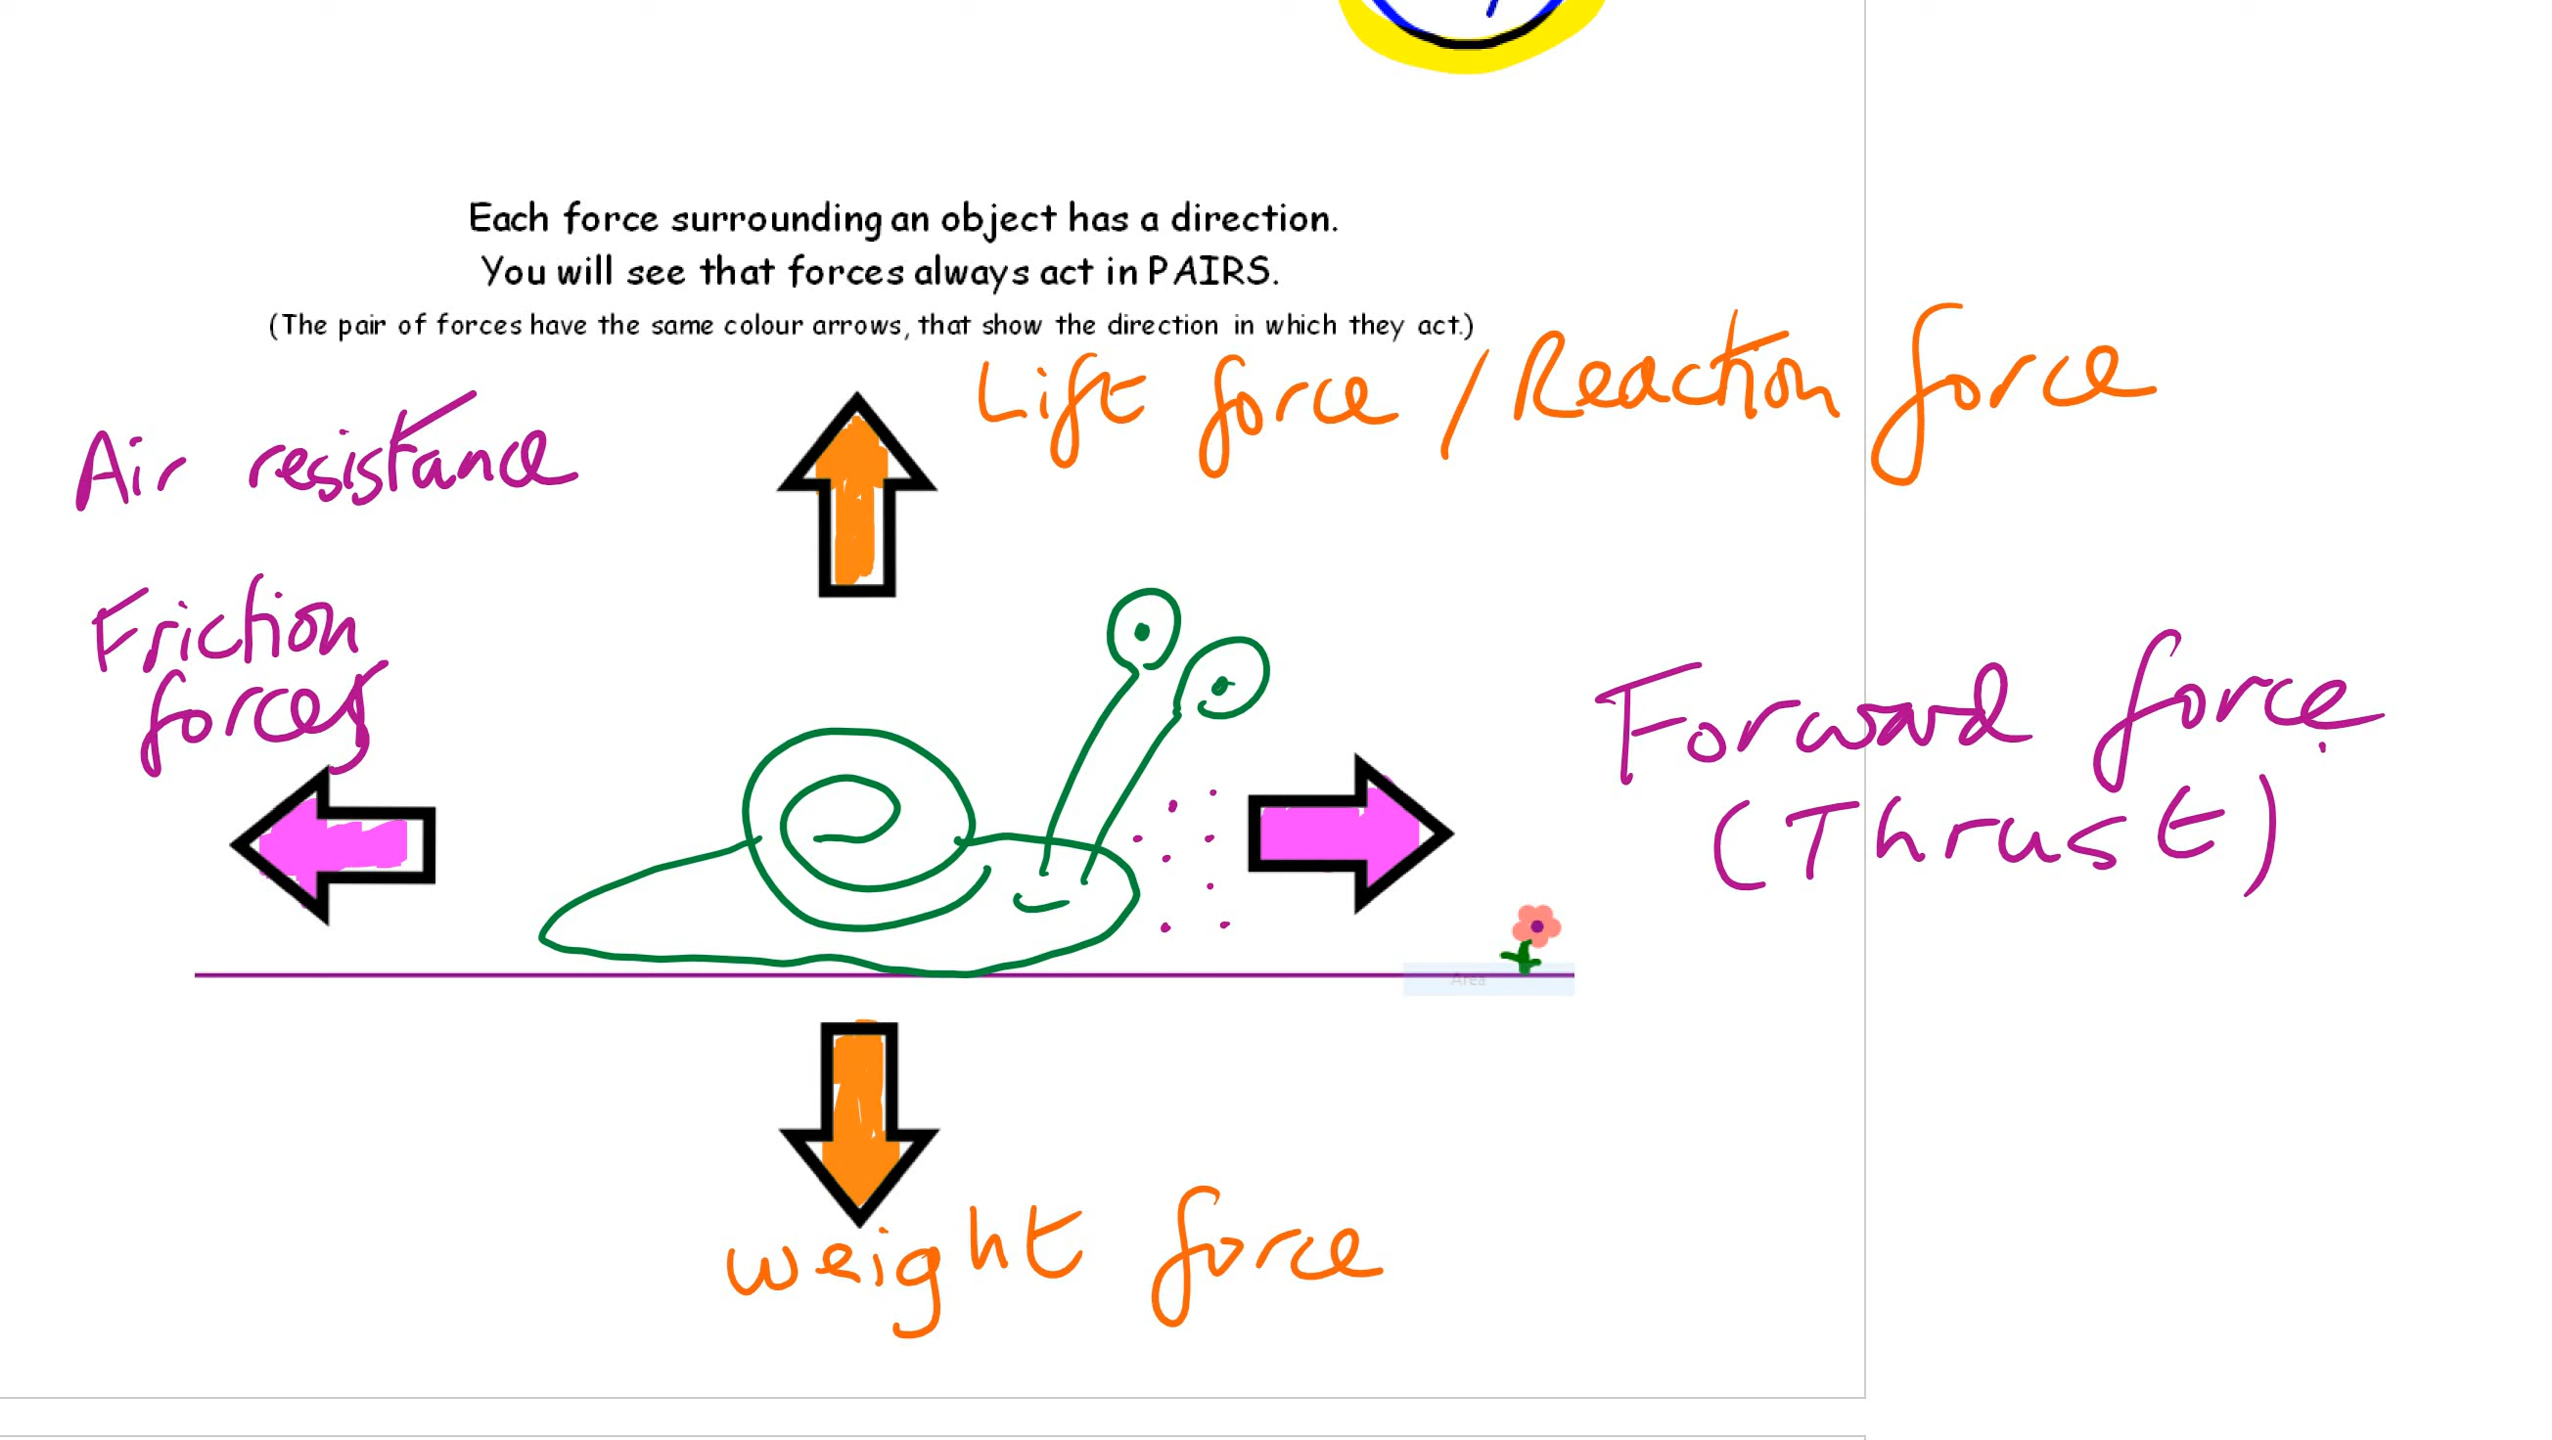 Each force surrounding an object has a direction.
You will see that forces always act in PAIRS.
(The pair of forces have the same colour arrows, that show the direction in which they act.)
Lift force / Reaction force
Air resistance
Friction
forces
Forward force
(Thrust)
Area
weight force